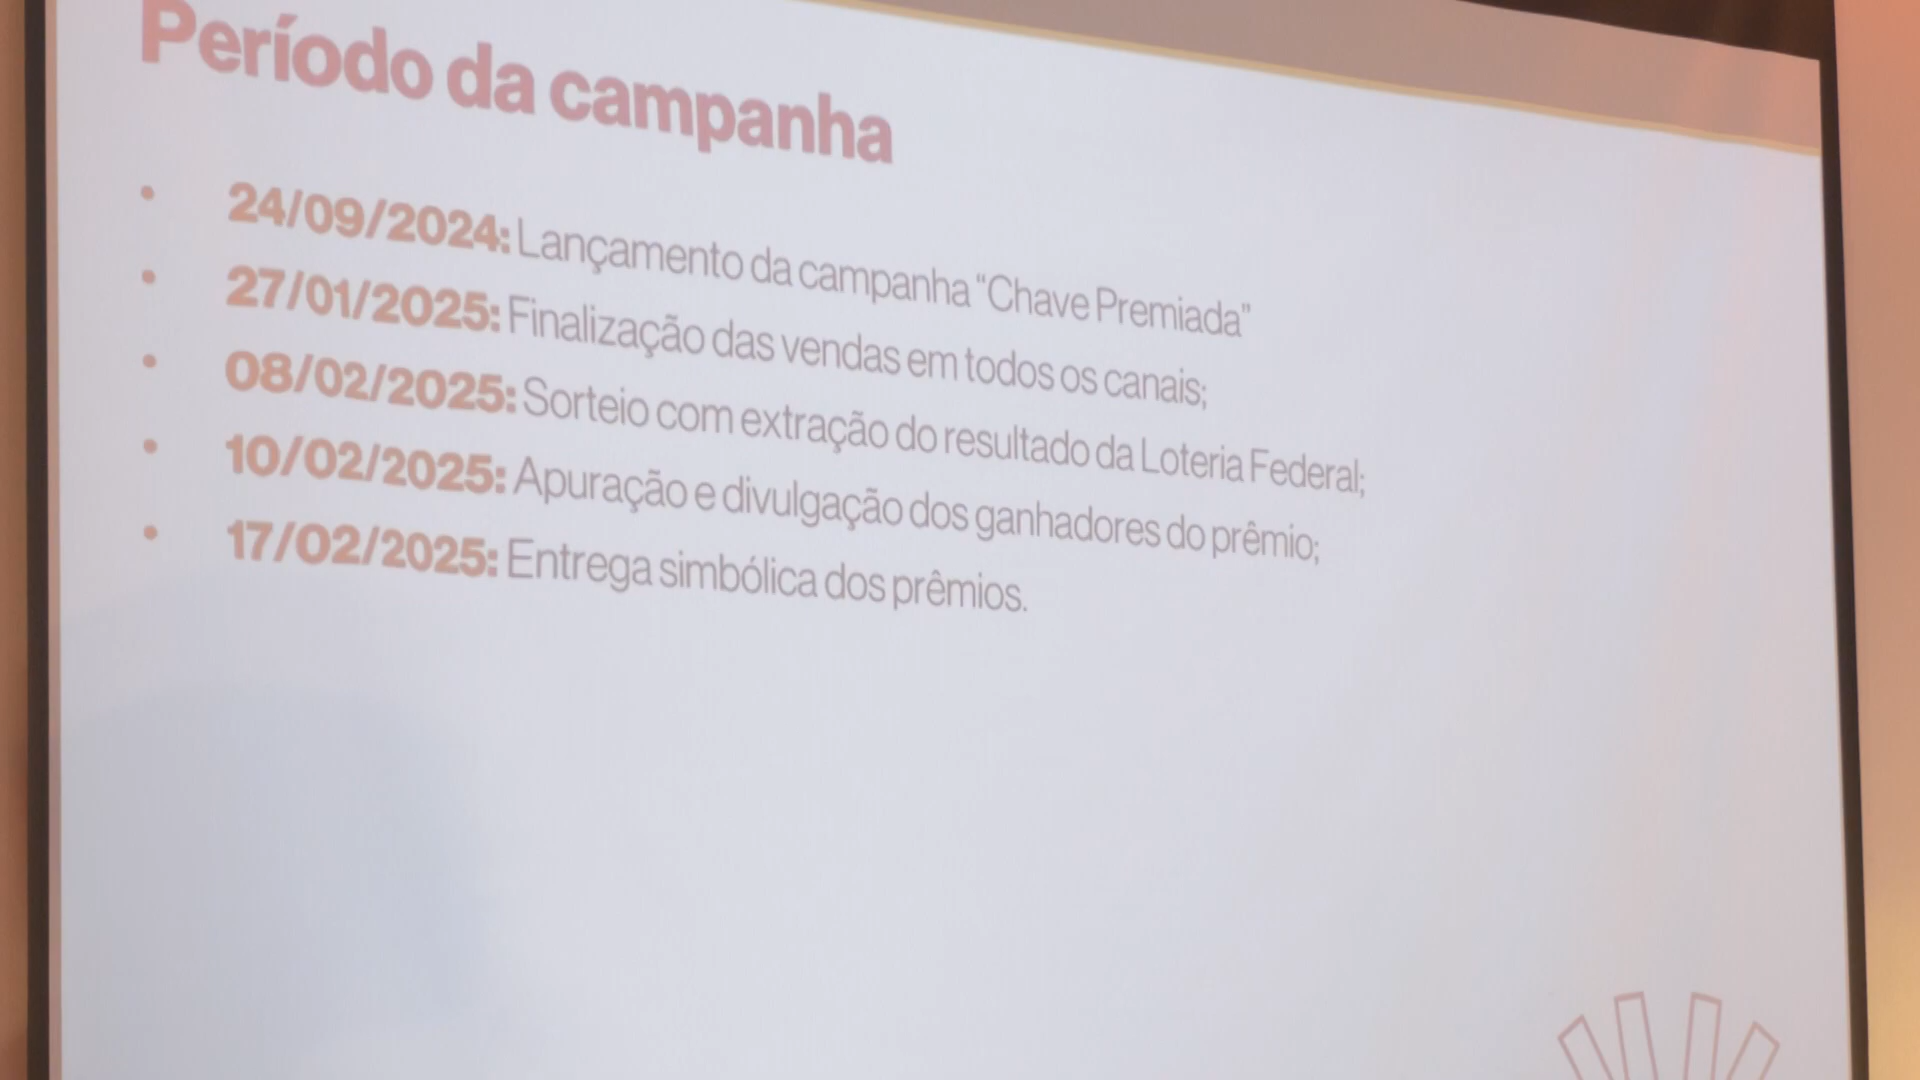 Período da campanha
• 24/09/2024: Lançamento da campanha “Chave Premiada”
• 27/01/2025: Finalização das vendas em todos os canais;
• 08/02/2025: Sorteio com extração do resultado da Loteria Federal;
• 10/02/2025: Apuração e divulgação dos ganhadores do prêmio;
• 17/02/2025: Entrega simbólica dos prêmios.